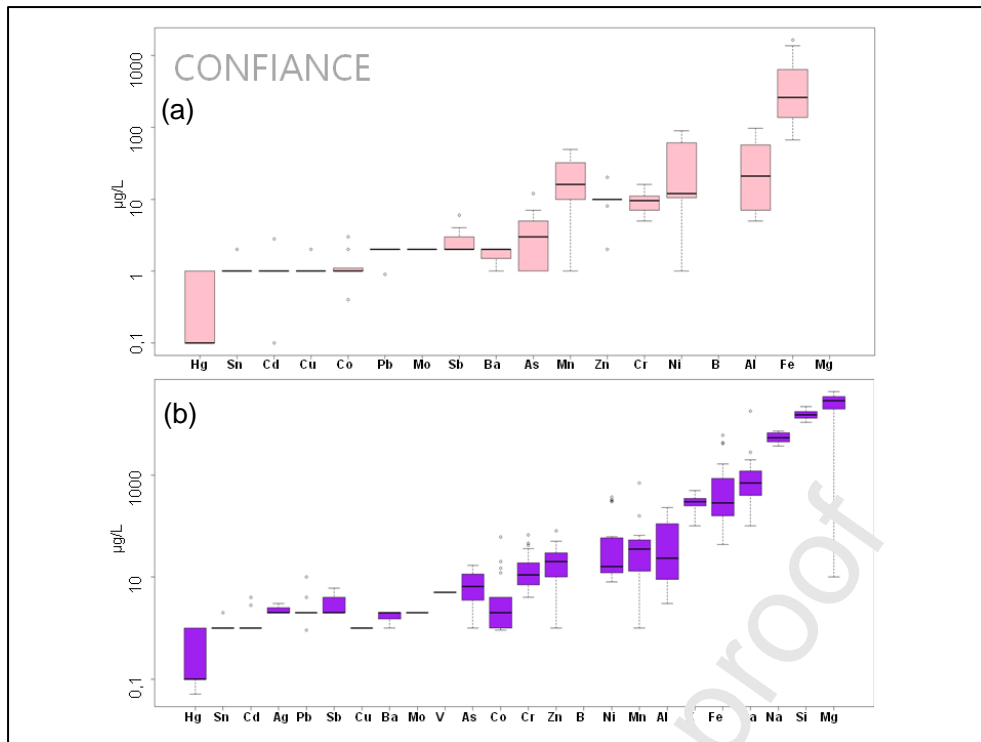 CONFIANCE
(a)
1000
100
10
1
0,1
µg/L
Hg Sn Cd Cu Co Pb Mo Sb Ba As Mn Zn Cr Ni B Al Fe Mg
(b)
1000
10
0,1
µg/L
Hg Sn Cd Ag Pb Sb Cu Ba Mo V As Co Cr Zn B Ni Mn Al Fe Na Si Mg
proof